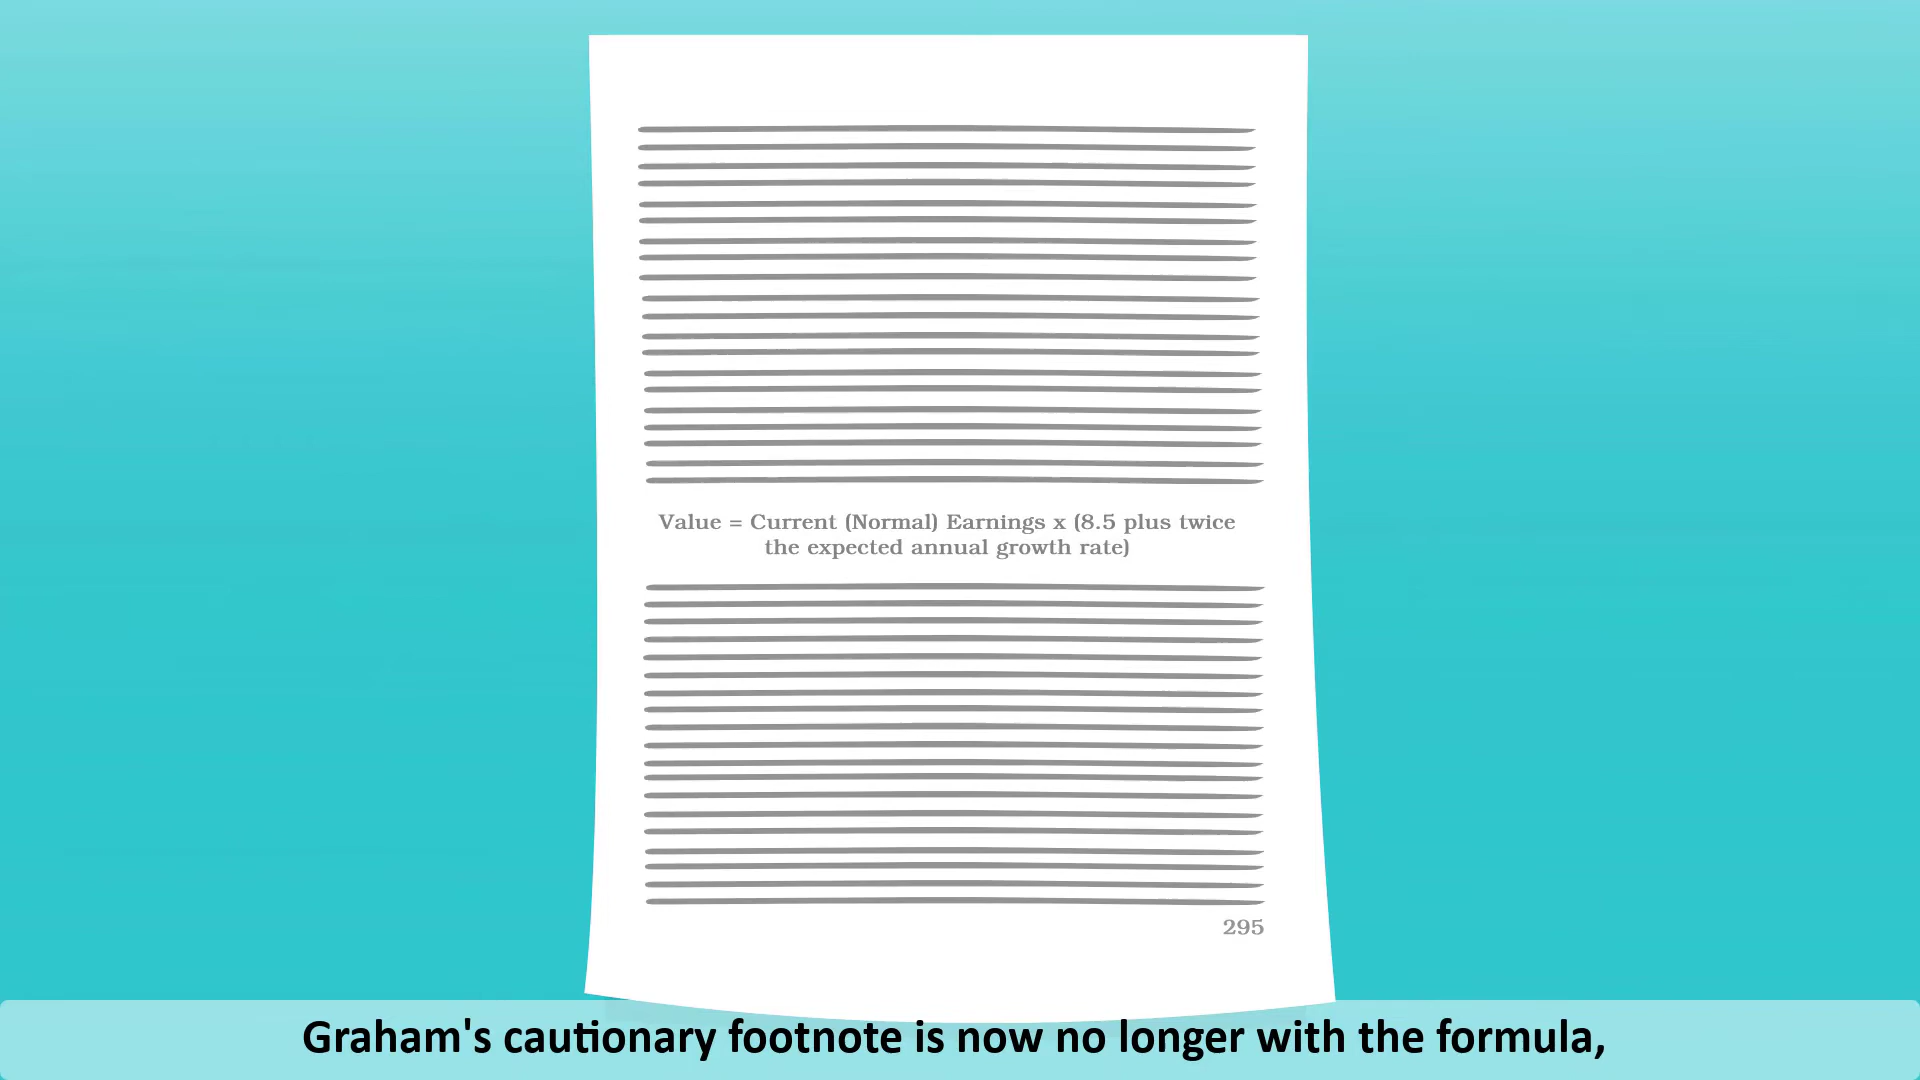 Value = Current (Normal) Earnings x (8.5 plus twice
the expected annual growth rate)
295
Graham's cautionary footnote is now no longer with the formula,